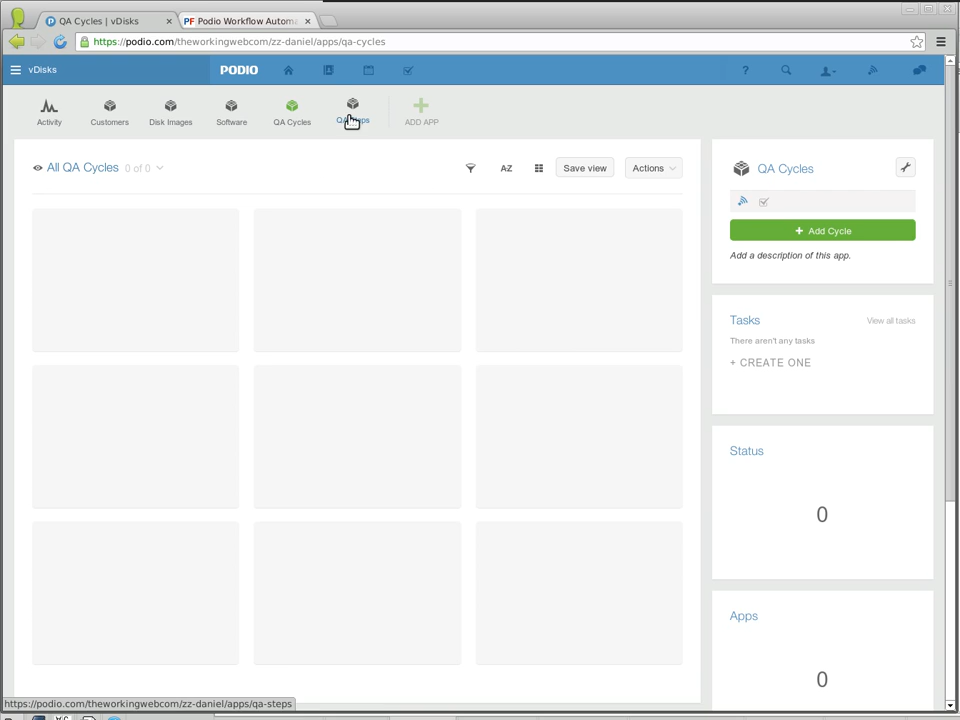 QA Cycles | vDisks
Podio Workflow Automa
https://podio.com/theworkingwebcom/zz-daniel/apps/qa-cycles
vDisks
PODIO
?
Activity
Customers
Disk Images
Software
QA Cycles
ADD APP
All QA Cycles 0 of 0
AZ
Save view
Actions
QA Cycles
+ Add Cycle
Add a description of this app.
Tasks
View all tasks
There aren't any tasks
+ CREATE ONE
Status
0
Apps
0
https://podio.com/theworkingwebcom/zz-daniel/apps/qa-steps